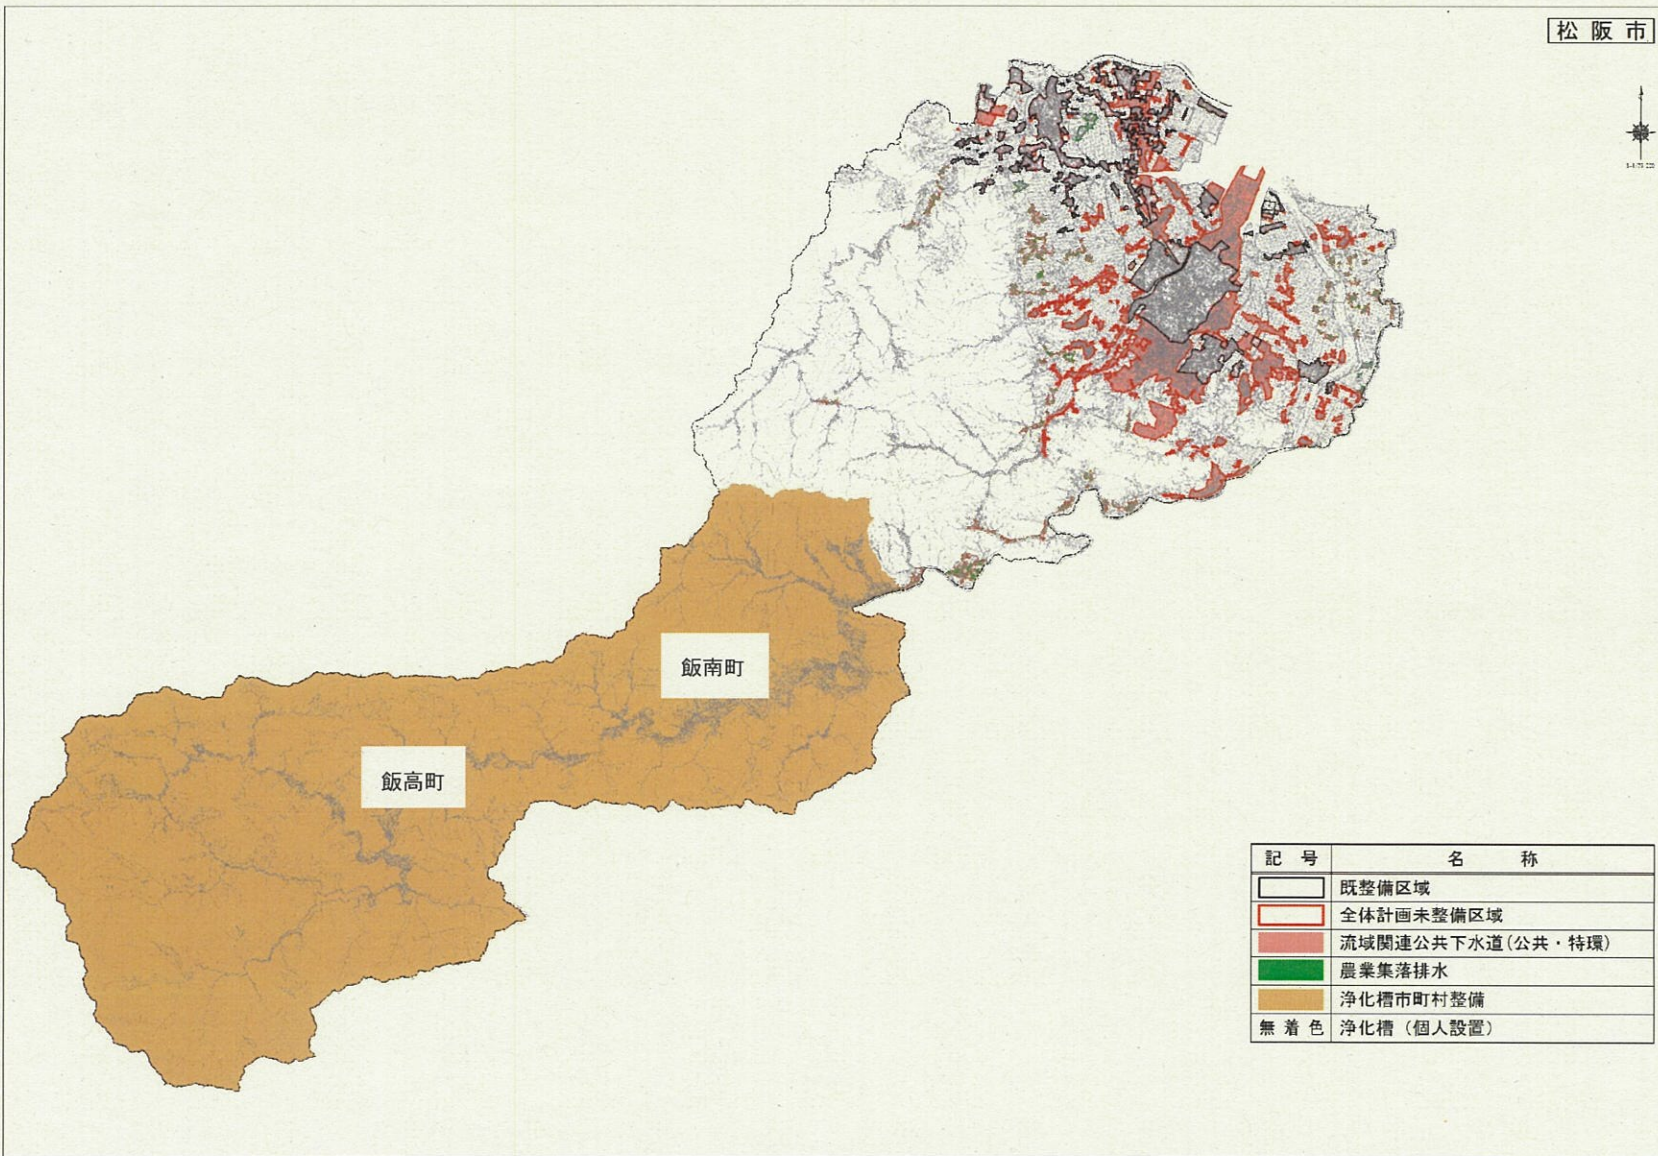 松阪市
飯南町
飯高町
記号 名称
既整備区域
全体計画未整備区域
流域関連公共下水道(公共・特環)
農業集落排水
浄化槽市町村整備
無着色 浄化槽（個人設置）